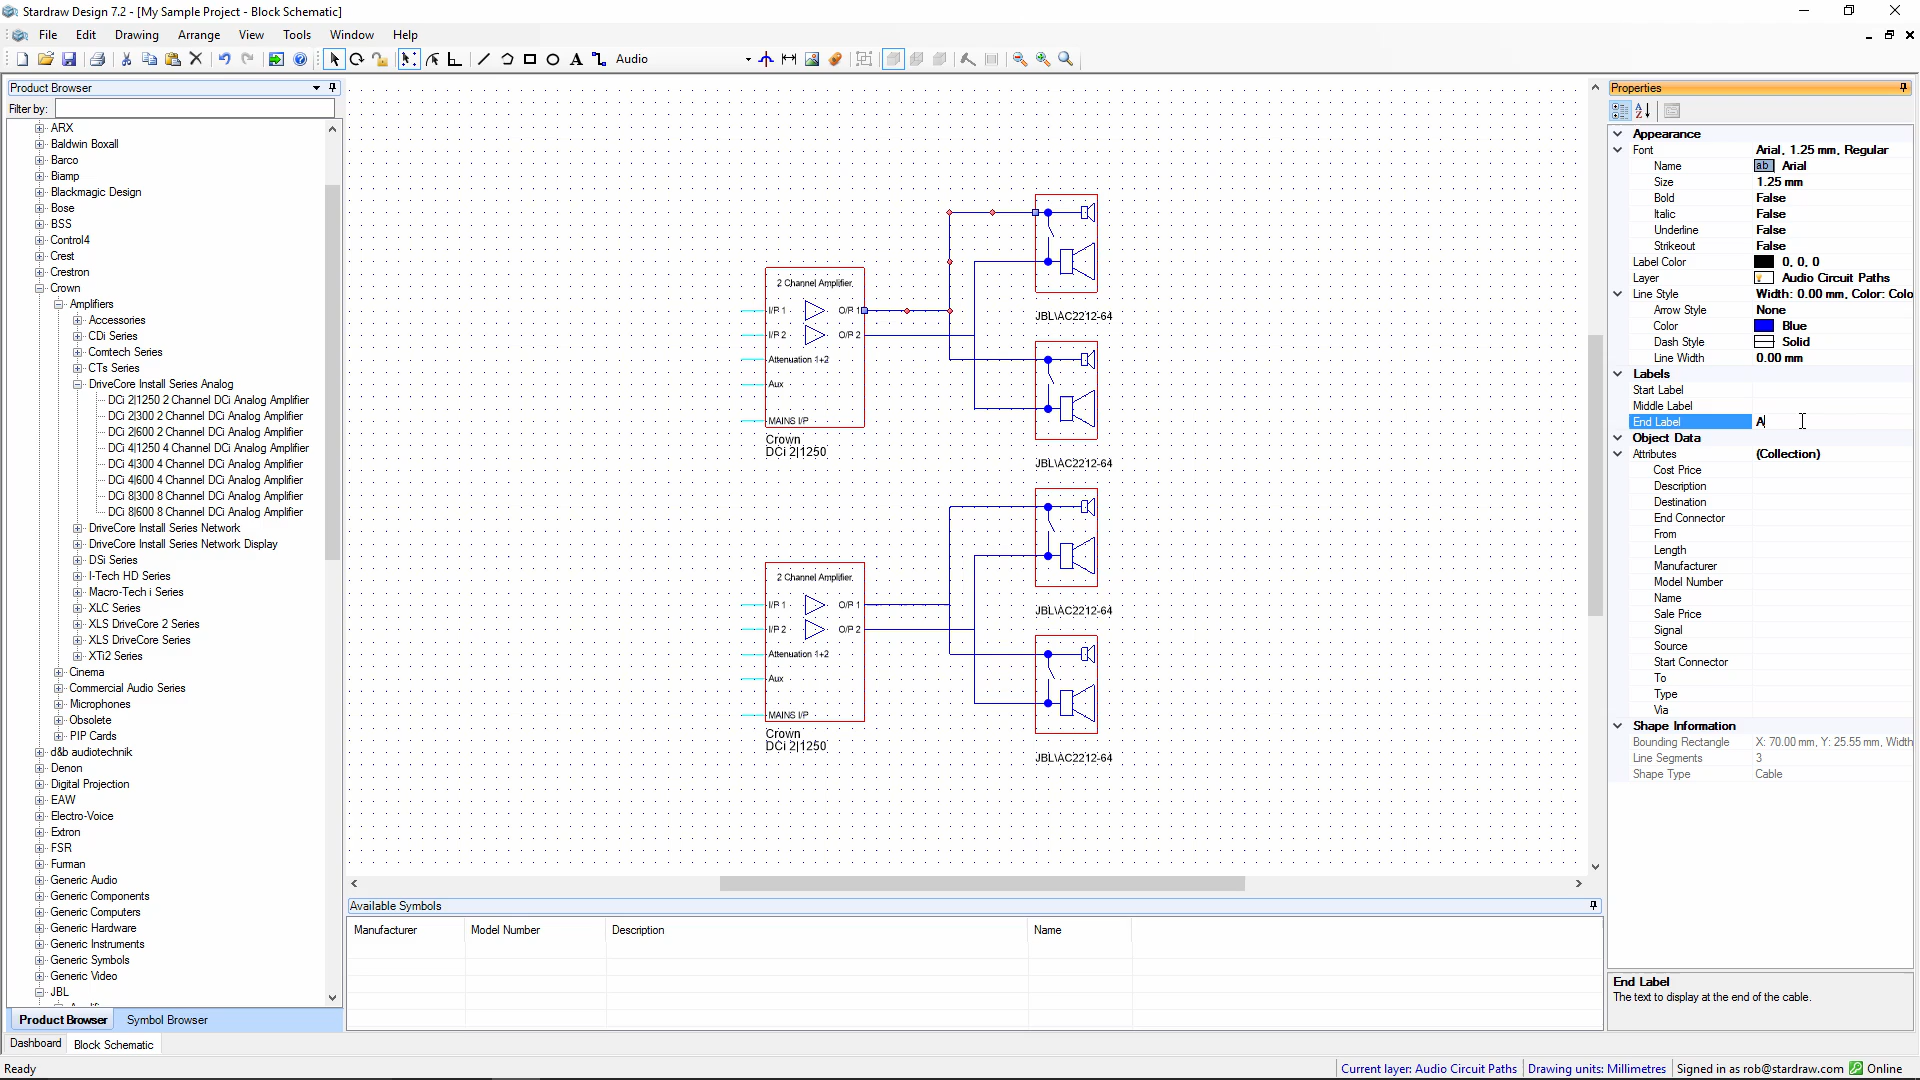 Stardraw Design 7.2 - [My Sample Project - Block Schematic]
File Edit Drawing Arrange View Tools Window Help
Audio
Product Browser
Filter by:
ARX
Baldwin Boxall
Barco
Biamp
Blackmagic Design
Bose
BSS
Control4
Crest
Crestron
Crown
Amplifiers
Accessories
CDi Series
Comtech Series
CTs Series
DriveCore Install Series Analog
DCi 2|1250 2 Channel DCi Analog Amplifier
DCi 2|300 2 Channel DCi Analog Amplifier
DCi 2|600 2 Channel DCi Analog Amplifier
DCi 4|1250 4 Channel DCi Analog Amplifier
DCi 4|300 4 Channel DCi Analog Amplifier
DCi 4|600 4 Channel DCi Analog Amplifier
DCi 8|300 8 Channel DCi Analog Amplifier
DCi 8|600 8 Channel DCi Analog Amplifier
DriveCore Install Series Network
DriveCore Install Series Network Display
DSi Series
I-Tech HD Series
Macro-Tech i Series
XLC Series
XLS DriveCore 2 Series
XLS DriveCore Series
XTi2 Series
Cinema
Commercial Audio Series
Microphones
Obsolete
PIP Cards
d&b audiotechnik
Denon
Digital Projection
EAW
Electro-Voice
Extron
FSR
Furman
Generic Audio
Generic Components
Generic Computers
Generic Hardware
Generic Instruments
Generic Symbols
Generic Video
JBL
Product Browser Symbol Browser
Dashboard Block Schematic
Ready
2 Channel Amplifier.
I/P 1 O/P 1
I/P 2 O/P 2
Attenuation 1+2
Aux
MAINS I/P
Crown
DCi 2|1250
JBL\AC2212-64
JBL\AC2212-64
2 Channel Amplifier.
I/P 1 O/P 1
I/P 2 O/P 2
Attenuation 1+2
Aux
MAINS I/P
Crown
DCi 2|1250
JBL\AC2212-64
JBL\AC2212-64
Available Symbols
Manufacturer Model Number Description Name
Properties
Appearance
Font Arial, 1.25 mm, Regular
Name ab Arial
Size 1.25 mm
Bold False
Italic False
Underline False
Strikeout False
Label Color 0, 0, 0
Layer Audio Circuit Paths
Line Style Width: 0.00 mm, Color: Colo
Arrow Style None
Color Blue
Dash Style Solid
Line Width 0.00 mm
Labels
Start Label
Middle Label
End Label A
Object Data
Attributes (Collection)
Cost Price
Description
Destination
End Connector
From
Length
Manufacturer
Model Number
Name
Sale Price
Signal
Source
Start Connector
To
Type
Via
Shape Information
Bounding Rectangle X: 70.00 mm, Y: 25.55 mm, Width
Line Segments 3
Shape Type Cable
End Label
The text to display at the end of the cable.
Current layer: Audio Circuit Paths Drawing units: Millimetres Signed in as rob@stardraw.com Online